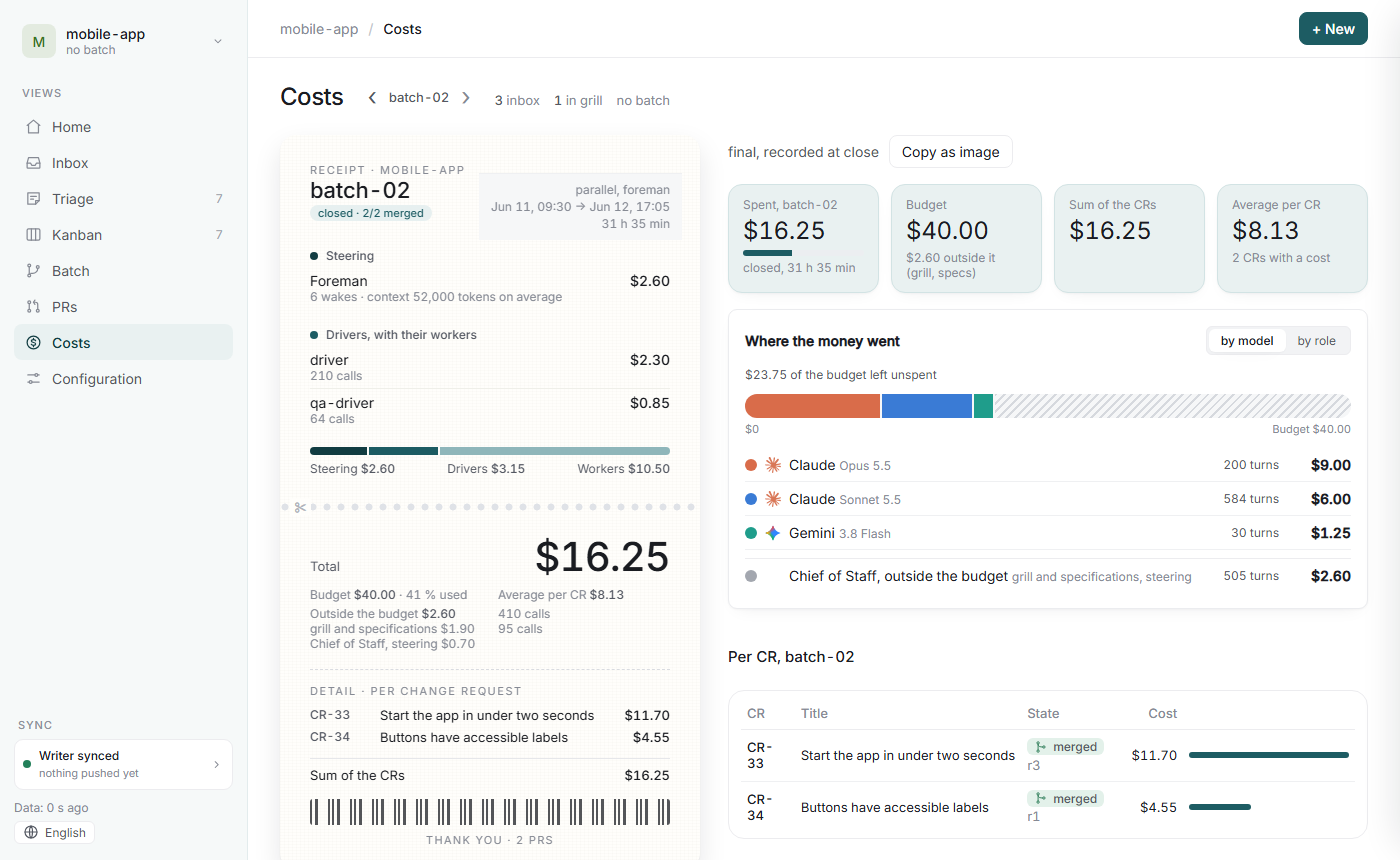 M
mobile-app
no batch
VIEWS
Home
Inbox
Triage 7
Kanban 7
Batch
PRs
Costs
Configuration
SYNC
Writer synced
nothing pushed yet
Data: 0 s ago
English
mobile-app / Costs
+ New
Costs
batch-02
3 inbox 1 in grill no batch
RECEIPT · MOBILE-APP
batch-02
closed · 2/2 merged
parallel, foreman
Jun 11, 09:30 → Jun 12, 17:05
31 h 35 min
Steering
Foreman $2.60
6 wakes · context 52,000 tokens on average
Drivers, with their workers
driver $2.30
210 calls
qa-driver $0.85
64 calls
Steering $2.60 Drivers $3.15 Workers $10.50
Total $16.25
Budget $40.00 · 41 % used Average per CR $8.13
Outside the budget $2.60 410 calls
grill and specifications $1.90 95 calls
Chief of Staff, steering $0.70
DETAIL · PER CHANGE REQUEST
CR-33 Start the app in under two seconds $11.70
CR-34 Buttons have accessible labels $4.55
Sum of the CRs $16.25
THANK YOU · 2 PRS
final, recorded at close Copy as image
Spent, batch-02
$16.25
closed, 31 h 35 min
Budget
$40.00
$2.60 outside it
(grill, specs)
Sum of the CRs
$16.25
Average per CR
$8.13
2 CRs with a cost
Where the money went by model by role
$23.75 of the budget left unspent
$0 Budget $40.00
Claude Opus 5.5 200 turns $9.00
Claude Sonnet 5.5 584 turns $6.00
Gemini 3.8 Flash 30 turns $1.25
Chief of Staff, outside the budget grill and specifications, steering 505 turns $2.60
Per CR, batch-02
CR Title State Cost
CR-33 Start the app in under two seconds merged r3 $11.70
CR-34 Buttons have accessible labels merged r1 $4.55